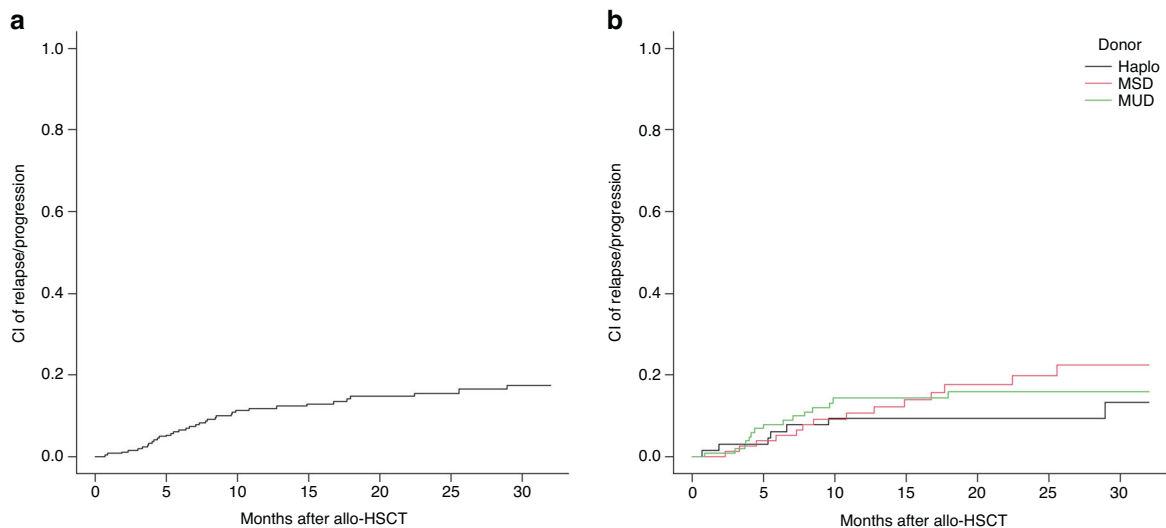 a
1.0
0.8
0.6
0.4
0.2
0.0
CI of relapse/progression
0 5 10 15 20 25 30
Months after allo-HSCT
b
Donor
Haplo
MSD
MUD
1.0
0.8
0.6
0.4
0.2
0.0
CI of relapse/progression
0 5 10 15 20 25 30
Months after allo-HSCT